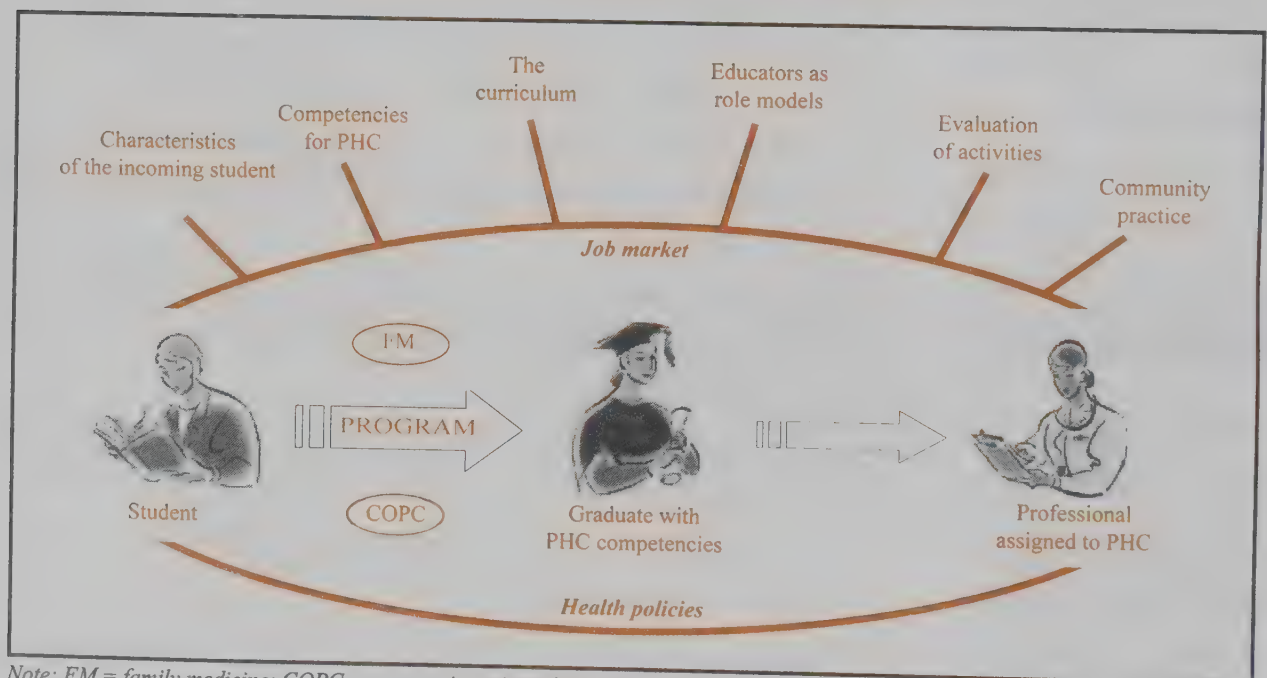 The
curriculum
Educators as
role models
Competencies
for PHC
Evaluation
of activities
Characteristics
of the incoming student
Community
practice
Job market
FM
PROGRAM
COPC
Student
Graduate with
PHC competencies
Professional
assigned to PHC
Health policies
Note: FM = family medicine; COPC